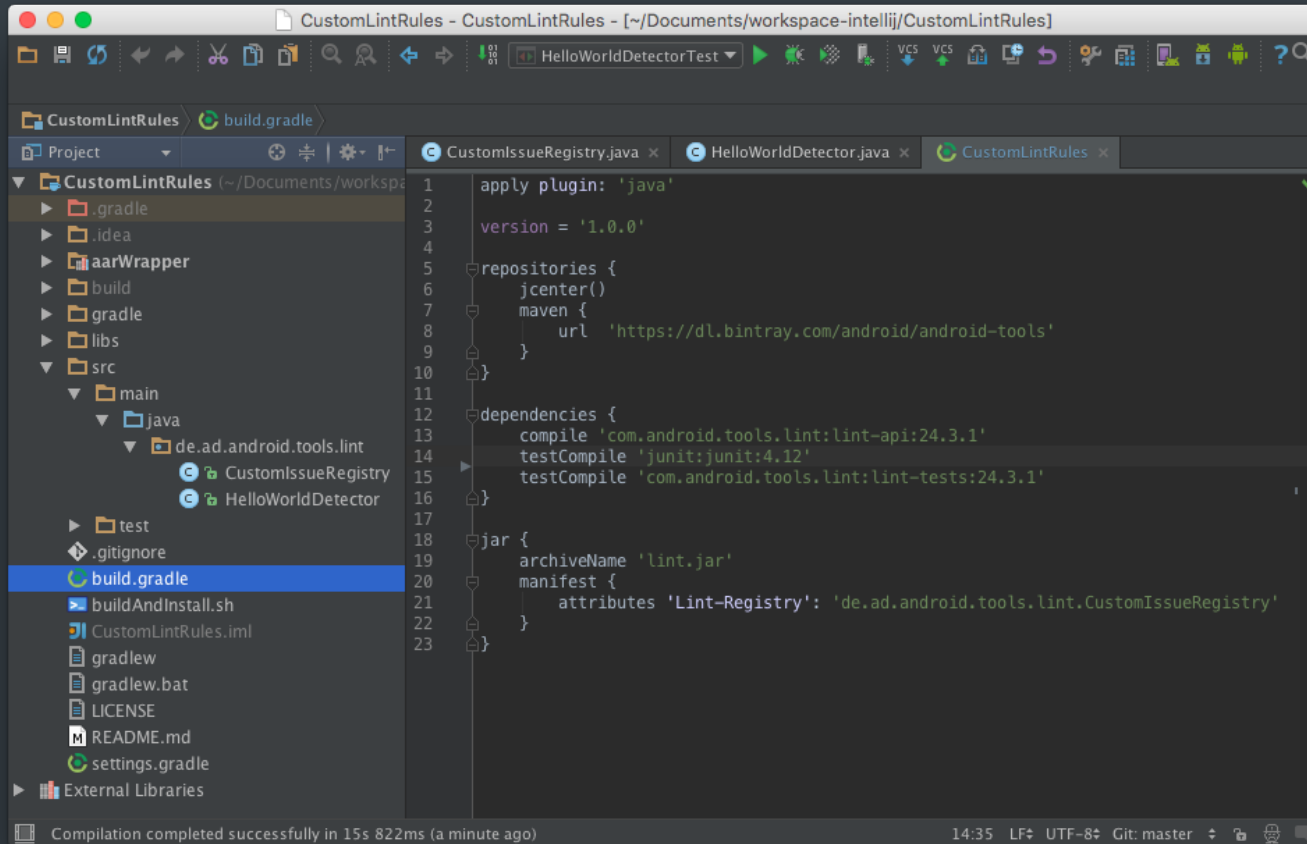 CustomLintRules - CustomLintRules - [~/Documents/workspace-intellij/CustomLintRules]
HelloWorldDetectorTest VCS VCS ?
CustomLintRules build.gradle
Project
CustomIssueRegistry.java × HelloWorldDetector.java × CustomLintRules ×
CustomLintRules (~/Documents/workspa
.gradle
.idea
aarWrapper
build
gradle
libs
src
main
java
de.ad.android.tools.lint
CustomIssueRegistry
HelloWorldDetector
test
.gitignore
build.gradle
buildAndInstall.sh
CustomLintRules.iml
gradlew
gradlew.bat
LICENSE
README.md
settings.gradle
External Libraries
1 apply plugin: 'java'
2
3 version = '1.0.0'
4
5 repositories {
6 jcenter()
7 maven {
8 url 'https://dl.bintray.com/android/android-tools'
9 }
10 }
11
12 dependencies {
13 compile 'com.android.tools.lint:lint-api:24.3.1'
14 testCompile 'junit:junit:4.12'
15 testCompile 'com.android.tools.lint:lint-tests:24.3.1'
16 }
17
18 jar {
19 archiveName 'lint.jar'
20 manifest {
21 attributes 'Lint-Registry': 'de.ad.android.tools.lint.CustomIssueRegistry'
22 }
23 }
Compilation completed successfully in 15s 822ms (a minute ago) 14:35 LF UTF-8 Git: master